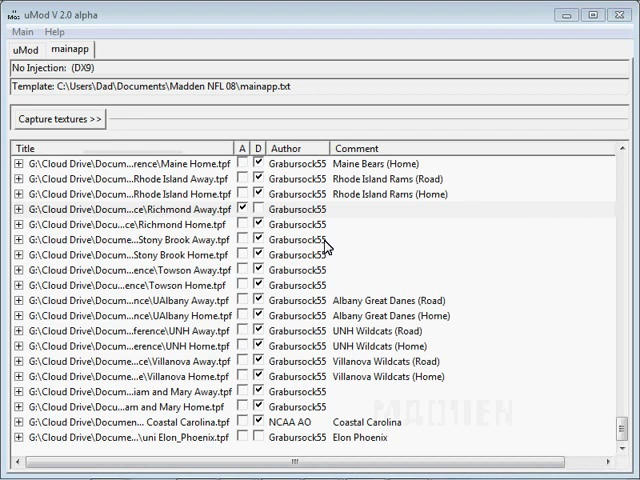 uMod V 2.0 alpha
Main Help
uMod mainapp
No Injection: (DX9)
Template: C:\Users\Dad\Documents\Madden NFL 08\mainapp.txt
Capture textures >>
Title A D Author Comment
G:\Cloud Drive\Docum...rence\Maine Home.tpf Grabursock55 Maine Bears (Home)
G:\Cloud Drive\Docum...Rhode Island Away.tpf Grabursock55 Rhode Island Rams (Road)
G:\Cloud Drive\Docum...Rhode Island Home.tpf Grabursock55 Rhode Island Rams (Home)
G:\Cloud Drive\Docum...ce\Richmond Away.tpf Grabursock55
G:\Cloud Drive\Docu...ce\Richmond Home.tpf Grabursock55
G:\Cloud Drive\Docume...Stony Brook Away.tpf Grabursock55
G:\Cloud Drive\Docum...Stony Brook Home.tpf Grabursock55
G:\Cloud Drive\Docume...ence\Towson Away.tpf Grabursock55
G:\Cloud Drive\Docum...ence\Towson Home.tpf Grabursock55
G:\Cloud Drive\Docum...nce\UAlbany Away.tpf Grabursock55 Albany Great Danes (Road)
G:\Cloud Drive\Docum...nce\UAlbany Home.tpf Grabursock55 Albany Great Danes (Home)
G:\Cloud Drive\Docume...ference\UNH Away.tpf Grabursock55 UNH Wildcats (Road)
G:\Cloud Drive\Docum...erence\UNH Home.tpf Grabursock55 UNH Wildcats (Home)
G:\Cloud Drive\Docume...ce\Villanova Away.tpf Grabursock55 Villanova Wildcats (Road)
G:\Cloud Drive\Docume...e\Villanova Home.tpf Grabursock55 Villanova Wildcats (Home)
G:\Cloud Drive\Docume...iam and Mary Away.tpf Grabursock55
G:\Cloud Drive\Docu...am and Mary Home.tpf Grabursock55
G:\Cloud Drive\Documen... Coastal Carolina.tpf NCAA AO Coastal Carolina
G:\Cloud Drive\Docume...\uni Elon_Phoenix.tpf Grabursock55 Elon Phoenix